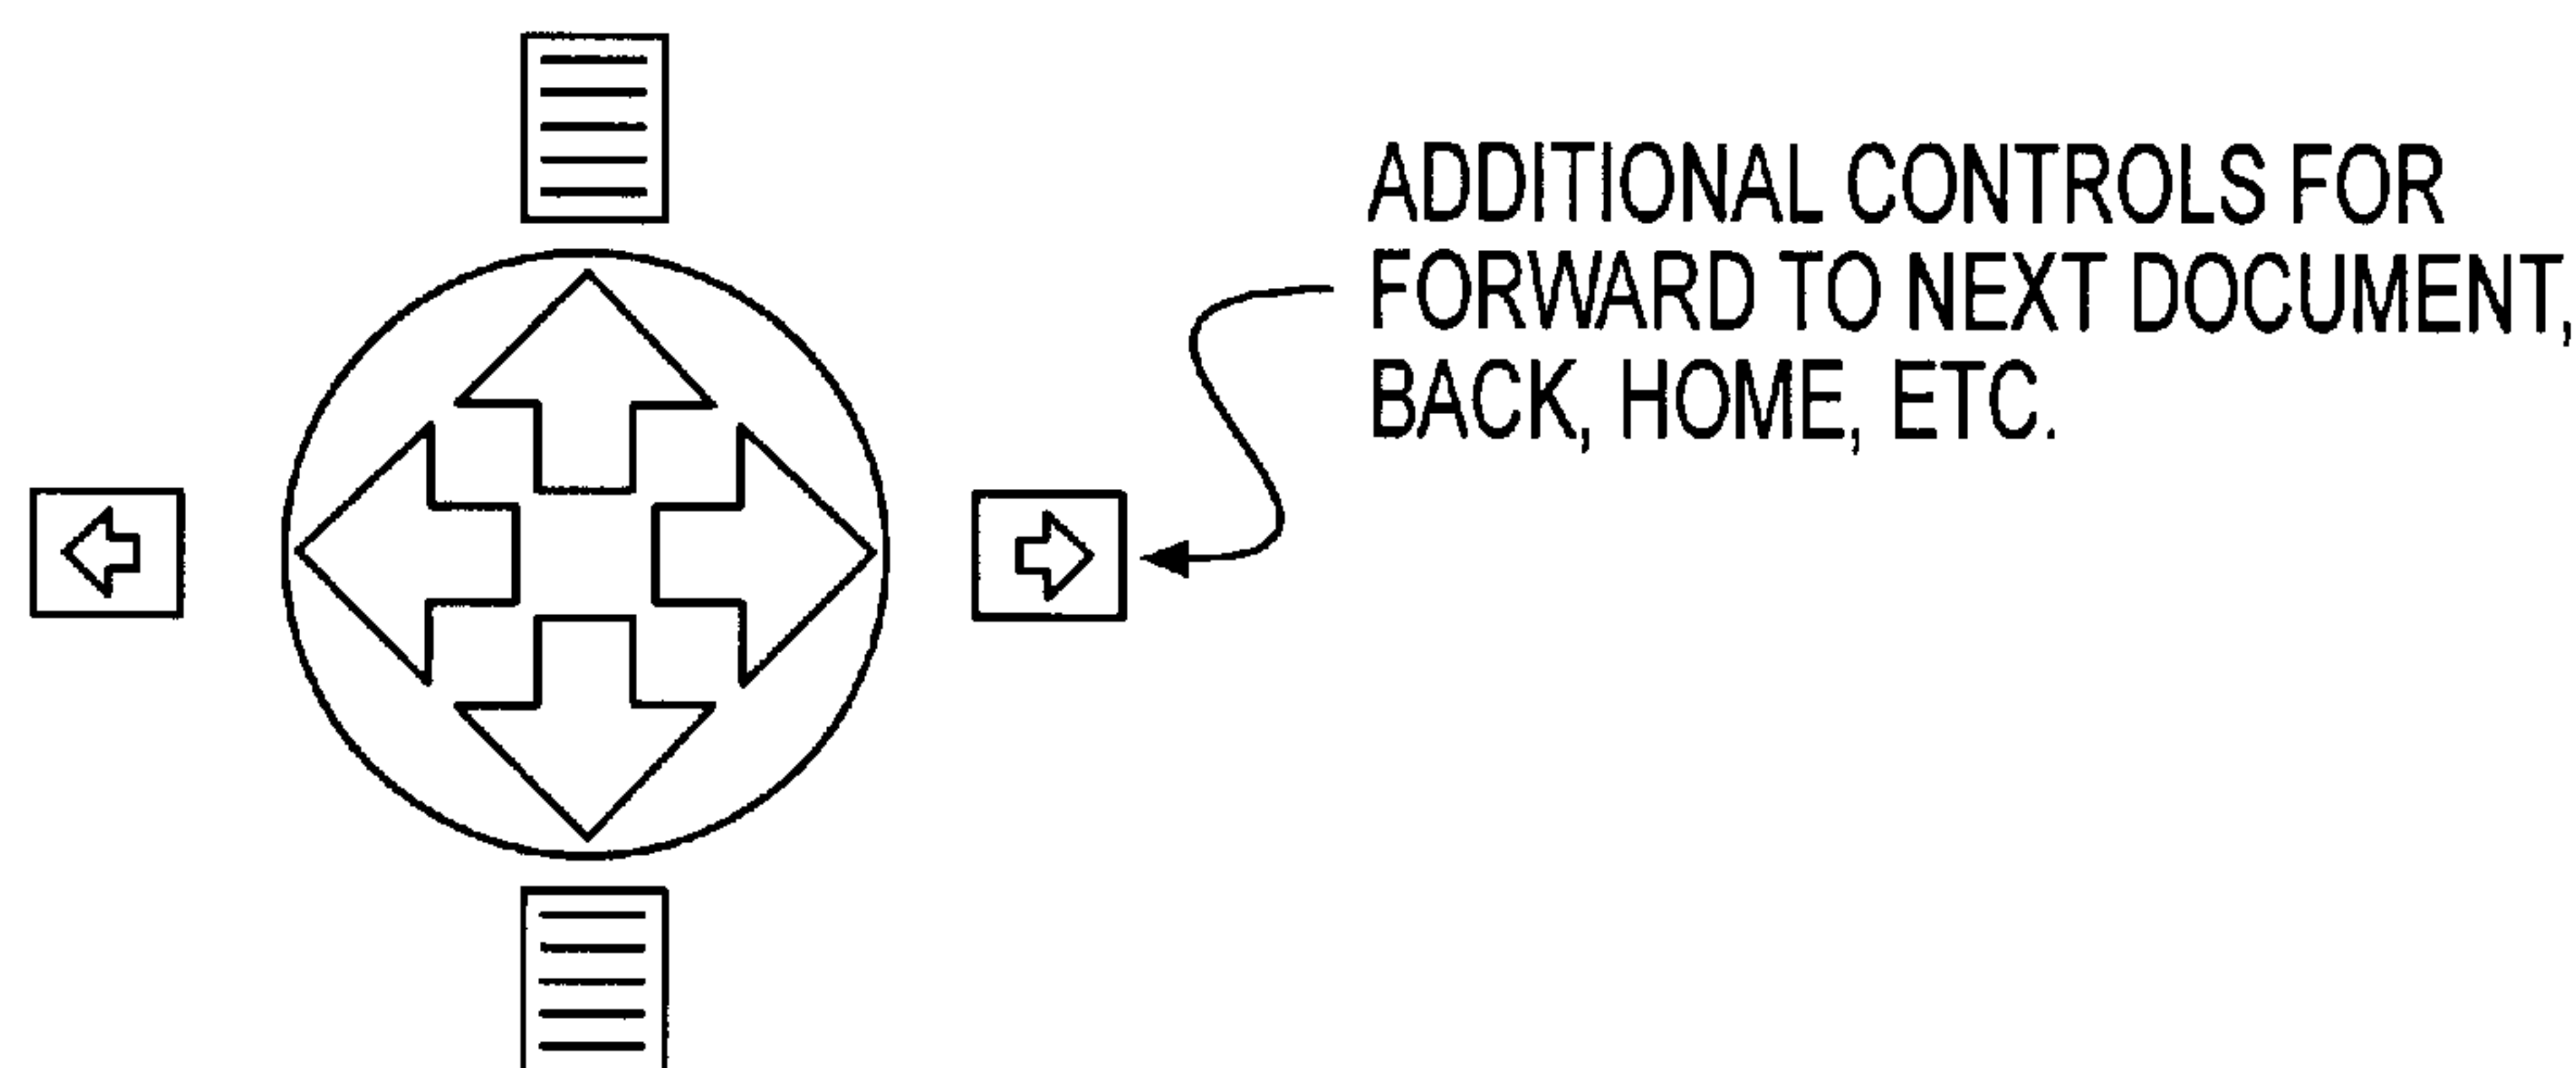 ADDITIONAL CONTROLS FOR
FORWARD TO NEXT DOCUMENT,
BACK, HOME, ETC.